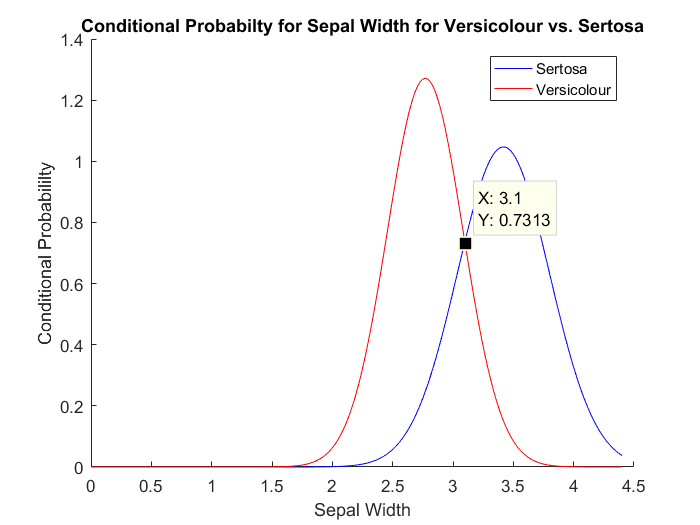 Conditional Probabilty for Sepal Width for Versicolour vs. Sertosa
1.4
1.2
1
0.8
0.6
0.4
0.2
0
Conditional Probabililty
Sertosa
Versicolour
X: 3.1
Y: 0.7313
0 0.5 1 1.5 2 2.5 3 3.5 4 4.5
Sepal Width